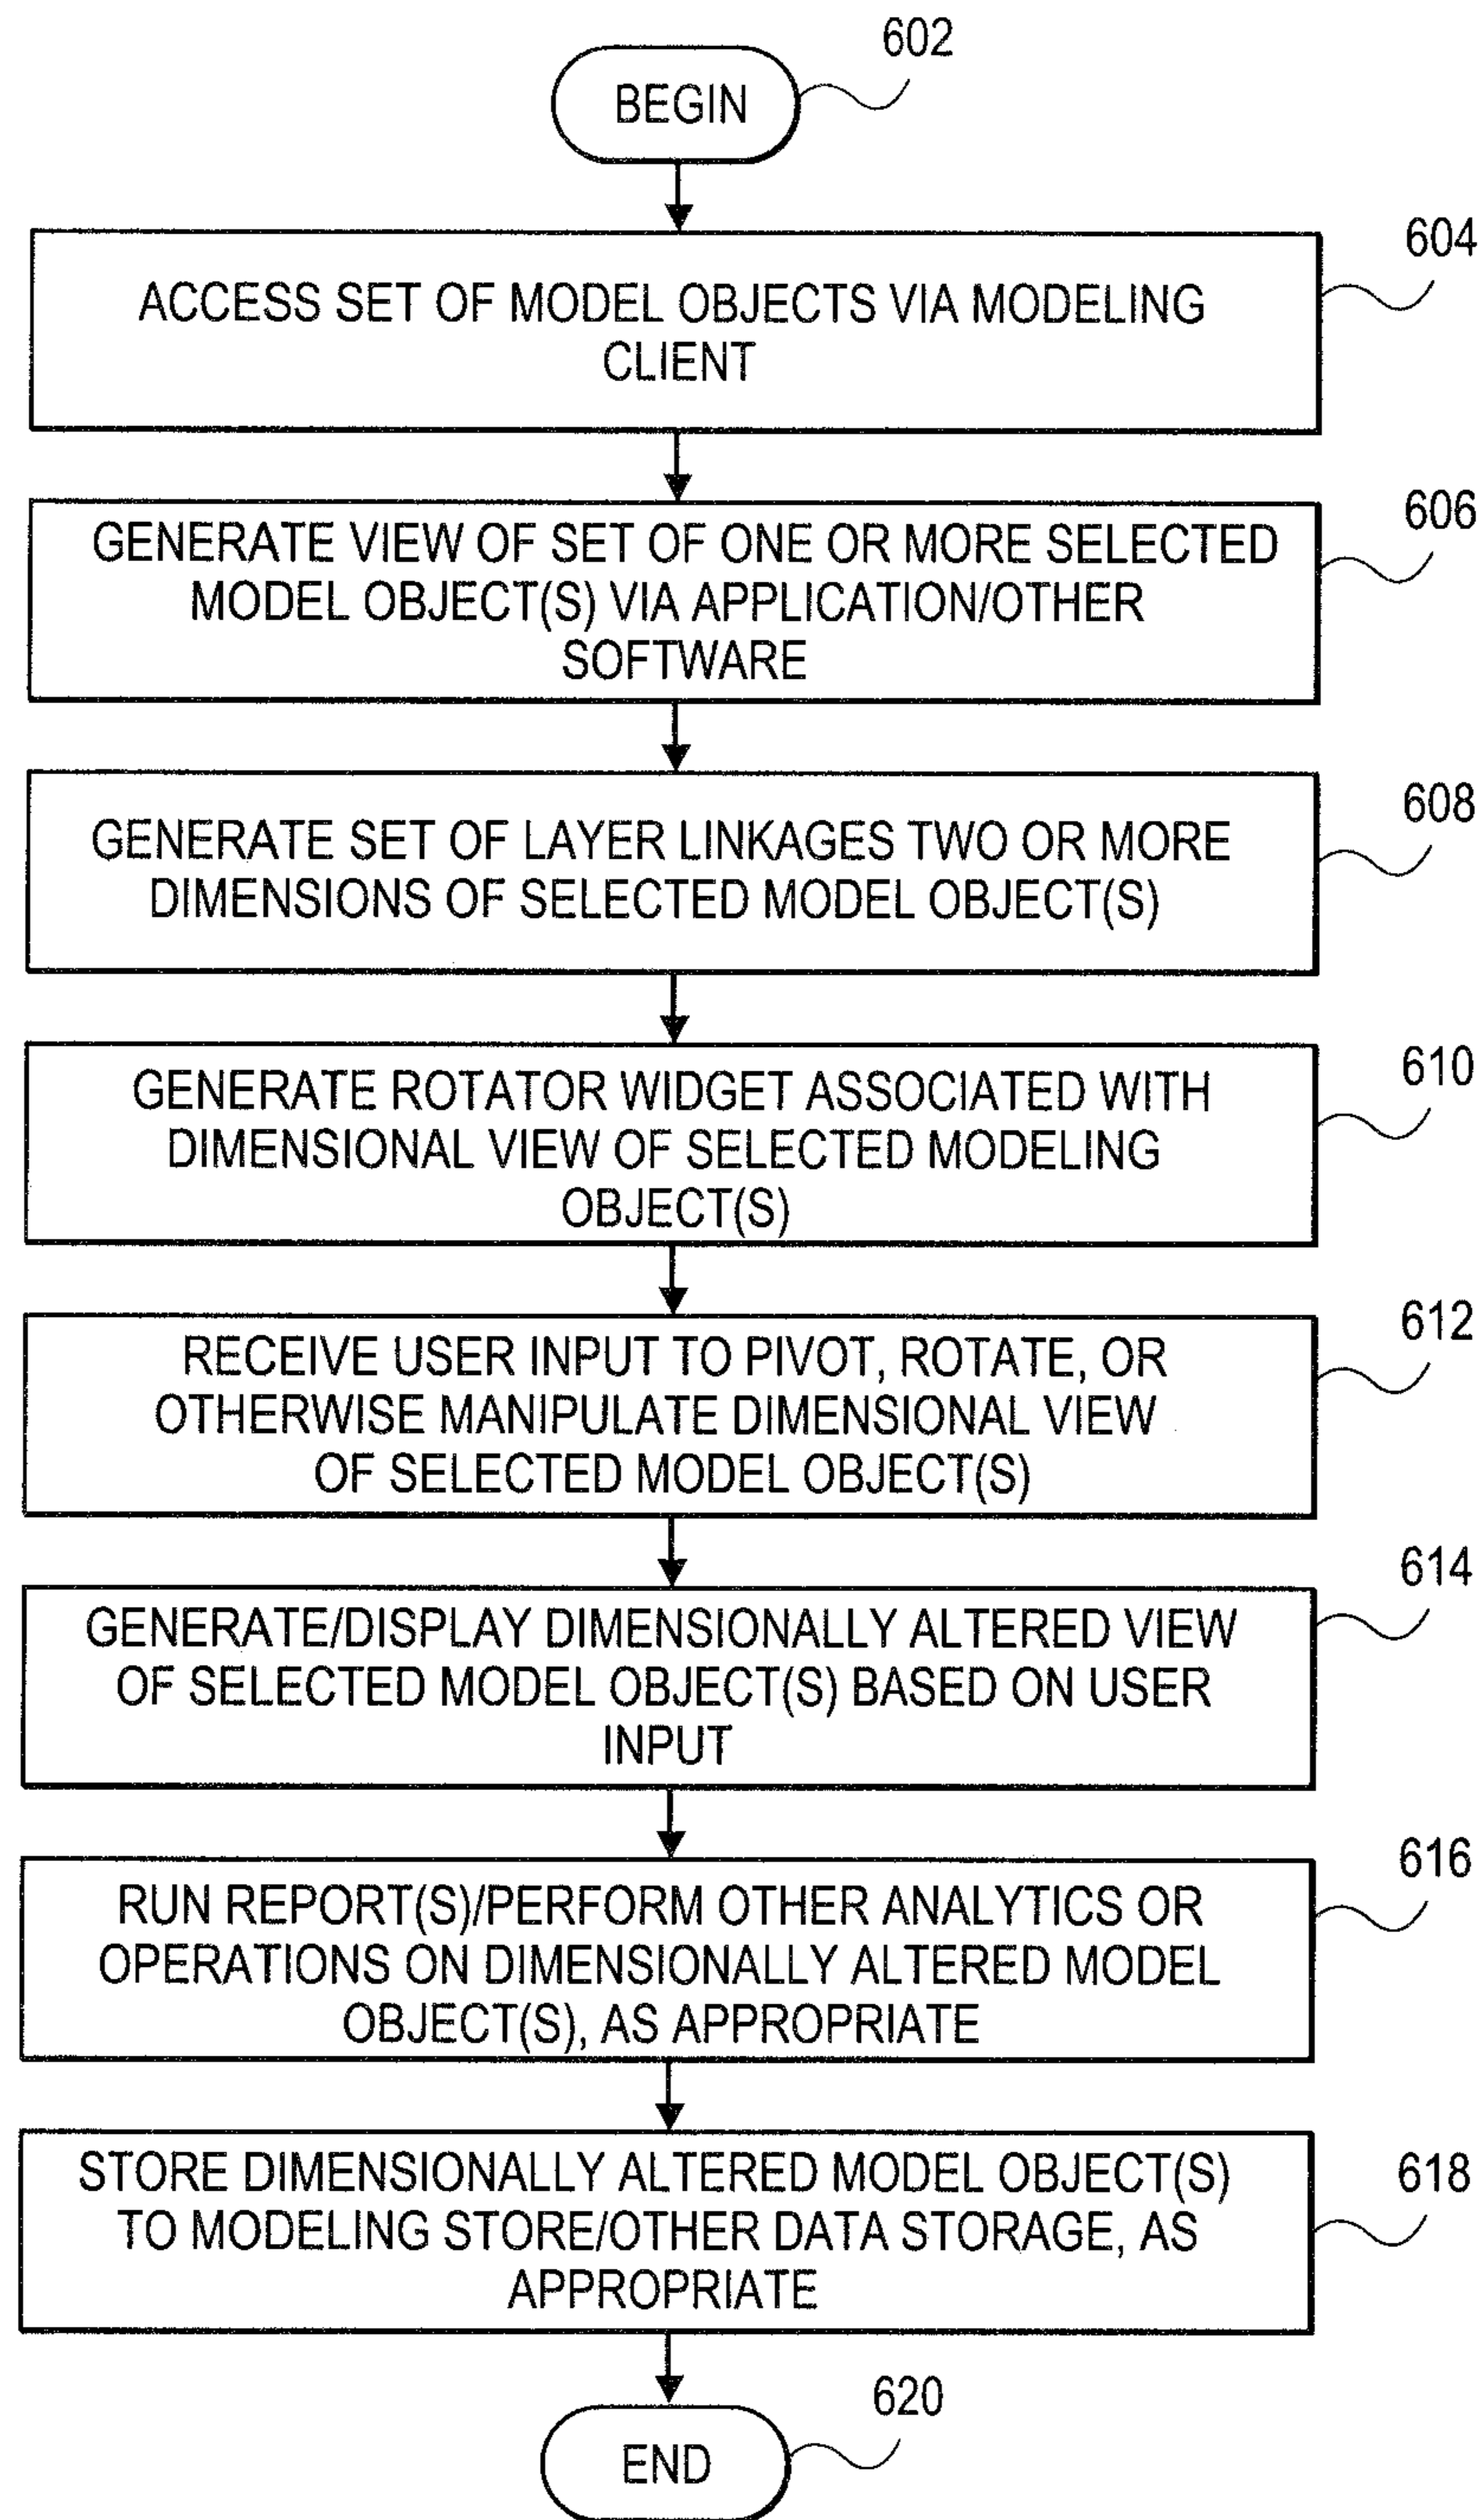 602
BEGIN
604
ACCESS SET OF MODEL OBJECTS VIA MODELING
CLIENT
606
GENERATE VIEW OF SET OF ONE OR MORE SELECTED
MODEL OBJECT(S) VIA APPLICATION/OTHER
SOFTWARE
608
GENERATE SET OF LAYER LINKAGES TWO OR MORE
DIMENSIONS OF SELECTED MODEL OBJECT(S)
610
GENERATE ROTATOR WIDGET ASSOCIATED WITH
DIMENSIONAL VIEW OF SELECTED MODELING
OBJECT(S)
612
RECEIVE USER INPUT TO PIVOT, ROTATE, OR
OTHERWISE MANIPULATE DIMENSIONAL VIEW
OF SELECTED MODEL OBJECT(S)
614
GENERATE/DISPLAY DIMENSIONALLY ALTERED VIEW
OF SELECTED MODEL OBJECT(S) BASED ON USER
INPUT
616
RUN REPORT(S)/PERFORM OTHER ANALYTICS OR
OPERATIONS ON DIMENSIONALLY ALTERED MODEL
OBJECT(S), AS APPROPRIATE
618
STORE DIMENSIONALLY ALTERED MODEL OBJECT(S)
TO MODELING STORE/OTHER DATA STORAGE, AS
APPROPRIATE
620
END